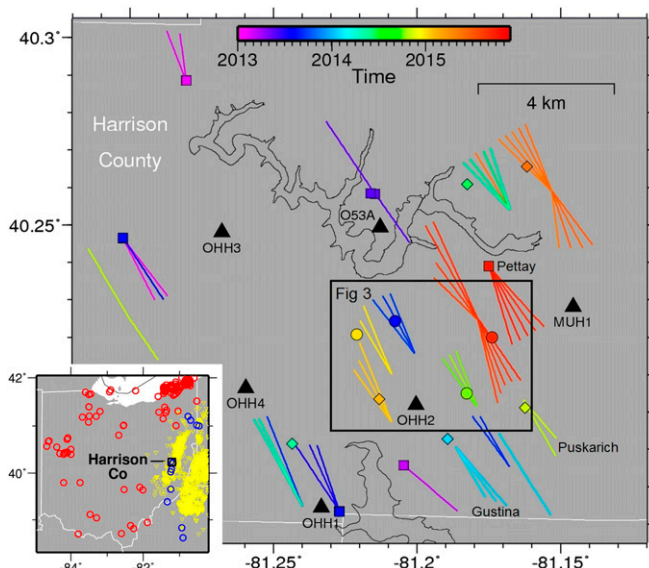 40.3°
2013
2014
2015
Time
4 km
Harrison
County
40.25°
O53A
OHH3
Pettay
Fig 3
MUH1
42°
OHH4
OHH2
Puskarich
Harrison
Co
40°
Gustina
OHH1
-84°
-82°
-81.25
-81.2
-81.15